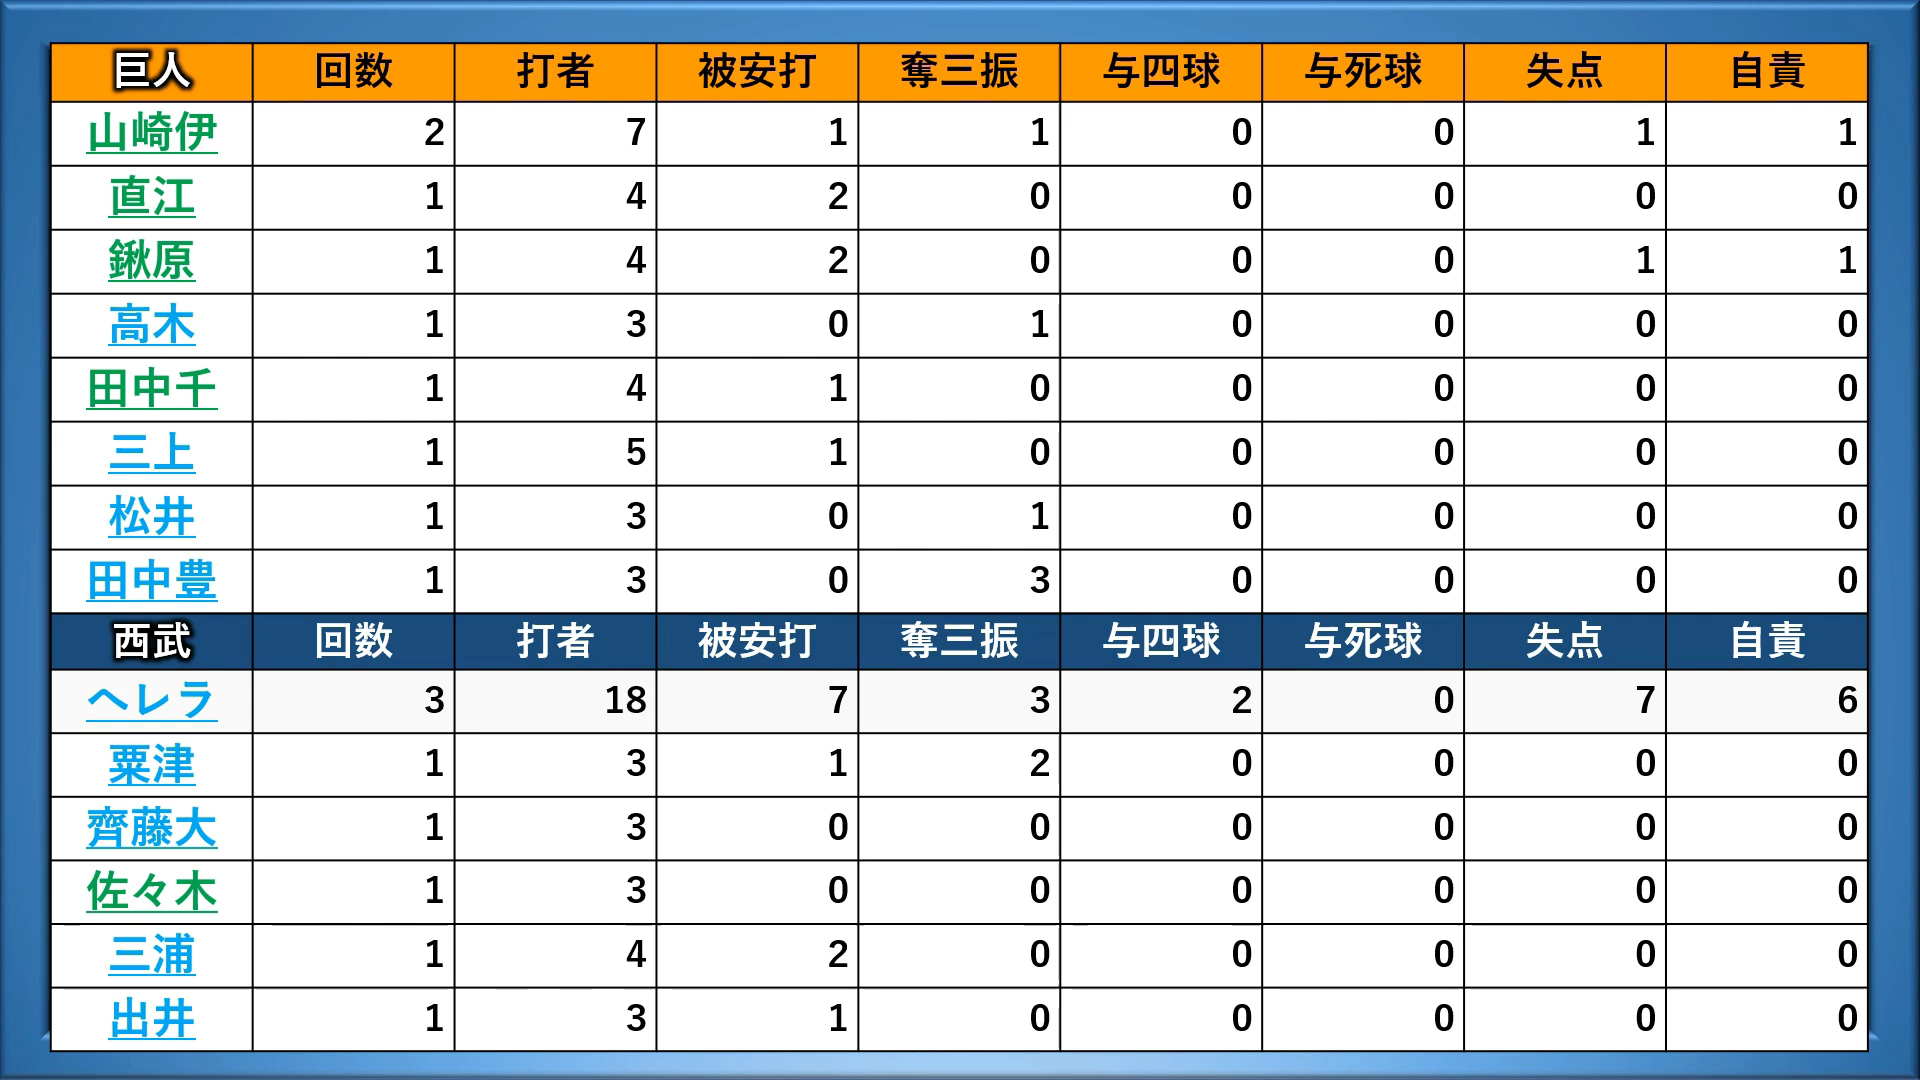 巨人 回数 打者 被安打 奪三振 与四球 与死球 失点 自責
山崎伊 2 7 1 1 0 0 1 1
直江 1 4 2 0 0 0 0 0
鍬原 1 4 2 0 0 0 1 1
高木 1 3 0 1 0 0 0 0
田中千 1 4 1 0 0 0 0 0
三上 1 5 1 0 0 0 0 0
松井 1 3 0 1 0 0 0 0
田中豊 1 3 0 3 0 0 0 0
西武 回数 打者 被安打 奪三振 与四球 与死球 失点 自責
ヘレラ 3 18 7 3 2 0 7 6
粟津 1 3 1 2 0 0 0 0
齊藤大 1 3 0 0 0 0 0 0
佐々木 1 3 0 0 0 0 0 0
三浦 1 4 2 0 0 0 0 0
出井 1 3 1 0 0 0 0 0